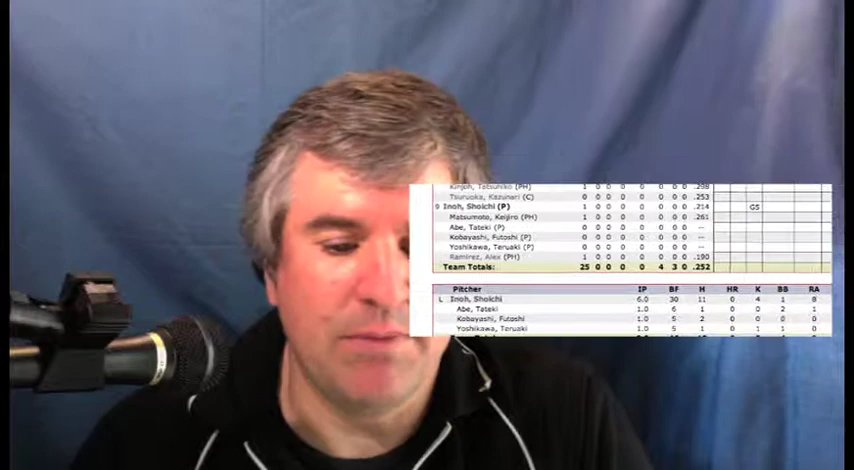 Kinjoh, Tatsuhiko (PH) 1 0 0 0 0 0 0 .298
Tsuruoka, Kazunari (C) 0 0 0 0 0 0 0 .253
9 Inoh, Shoichi (P) 1 0 0 0 0 0 0 .214 GS
Matsumoto, Keijiro (PH) 1 0 0 0 0 0 0 .261
Abe, Tateki (P) 0 0 0 0 0 0 0 --
Kobayashi, Futoshi (P) 0 0 0 0 0 0 0 --
Yoshikawa, Teruaki (P) 0 0 0 0 0 0 0 --
Ramirez, Alex (PH) 1 0 0 0 0 0 0 .190
Team Totals: 25 0 0 0 0 4 3 0 .252
Pitcher IP BF H HR K BB RA
L Inoh, Shoichi 6.0 30 11 0 4 1 8
Abe, Tateki 1.0 6 1 0 0 2 1
Kobayashi, Futoshi 1.0 5 2 0 0 0 0
Yoshikawa, Teruaki 1.0 5 2 0 1 1 0